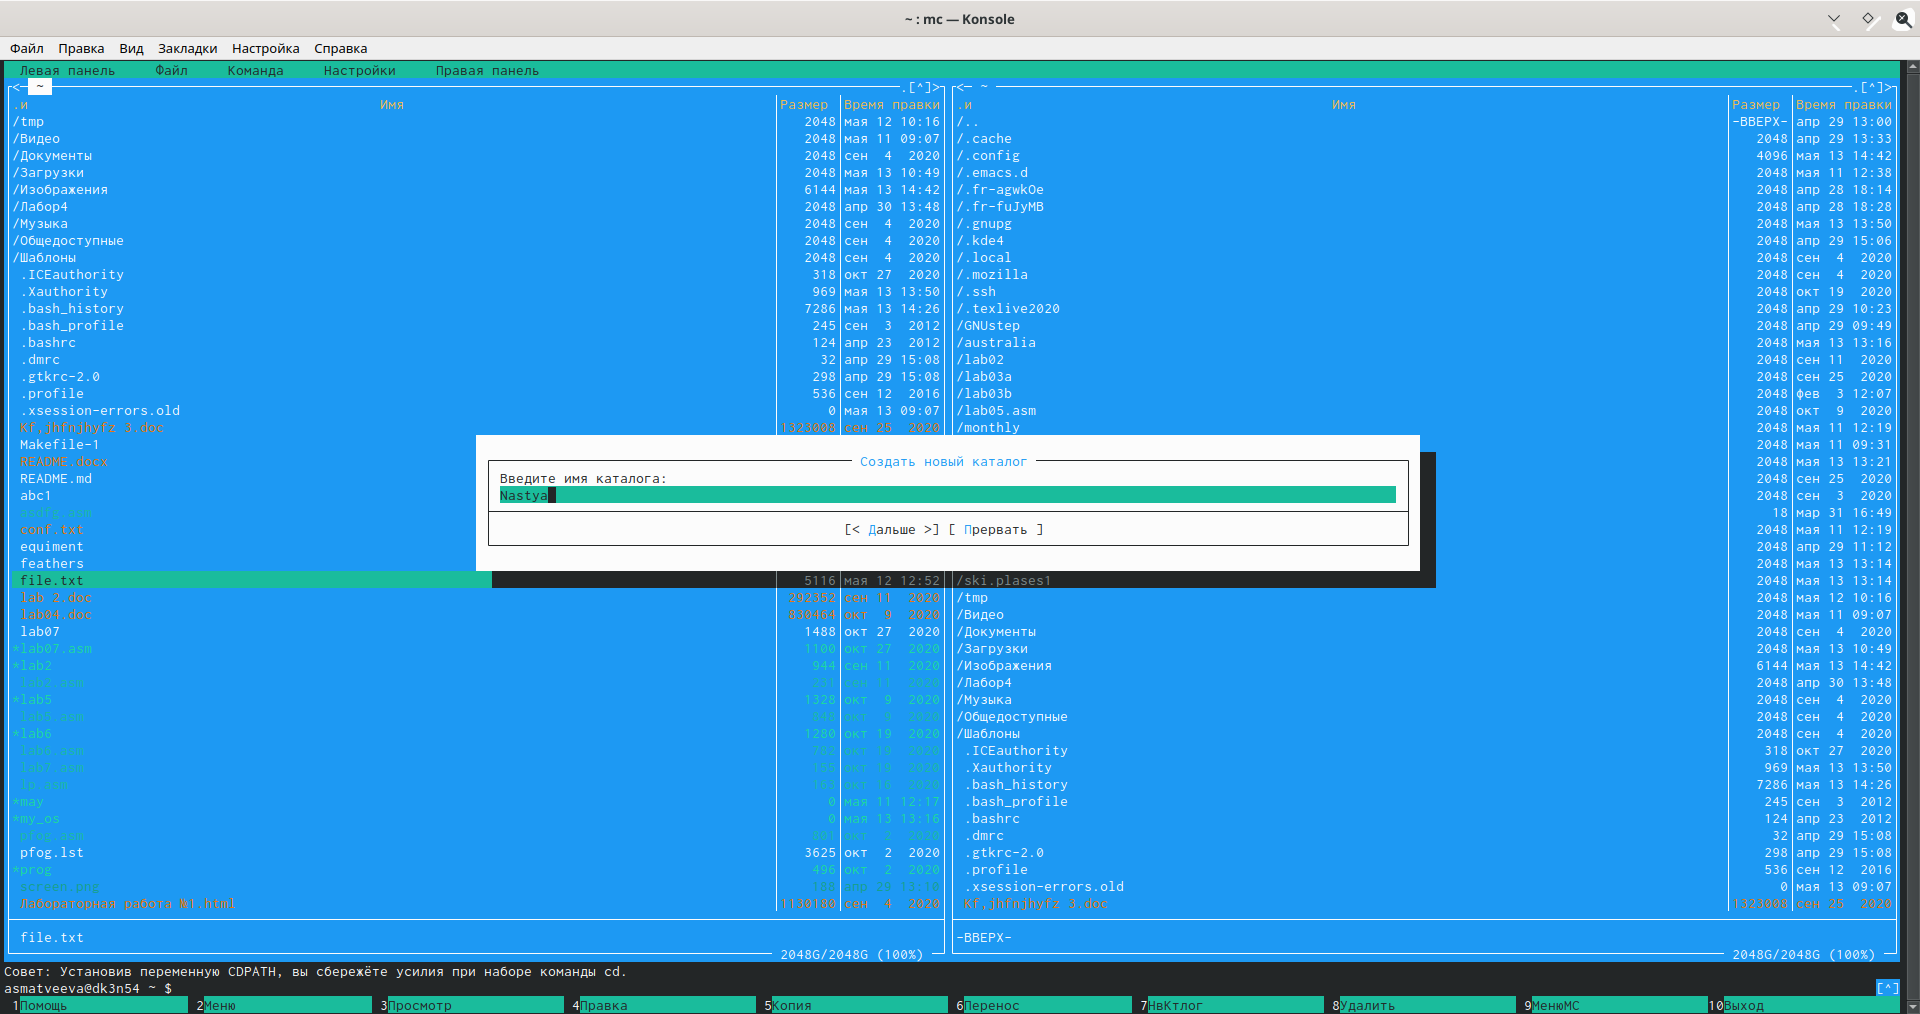 ~ : mc — Konsole
Файл Правка Вид Закладки Настройка Справка
Левая панель Файл Команда Настройки Правая панель
<─ ~ .[^]>
.и Имя Размер Время правки
/tmp 2048 мая 12 10:16
/Видео 2048 мая 11 09:07
/Документы 2048 сен 4 2020
/Загрузки 2048 мая 13 10:49
/Изображения 6144 мая 13 14:42
/Лабор4 2048 апр 30 13:48
/Музыка 2048 сен 4 2020
/Общедоступные 2048 сен 4 2020
/Шаблоны 2048 сен 4 2020
.ICEauthority 318 окт 27 2020
.Xauthority 969 мая 13 13:50
.bash_history 7286 мая 13 14:26
.bash_profile 245 сен 3 2012
.bashrc 124 апр 23 2012
.dmrc 32 апр 29 15:08
.gtkrc-2.0 298 апр 29 15:08
.profile 536 сен 12 2016
.xsession-errors.old 0 мая 13 09:07
Kf,jhfnjhyfz 3.doc 1323008 сен 25 2020
Makefile-1
README.docx
README.md
abc1
asdfg.asm
conf.txt
equiment
feathers
file.txt 5116 мая 12 12:52
lab 2.doc 292352 сен 11 2020
lab04.doc 830464 окт 9 2020
lab07 1488 окт 27 2020
*lab07.asm 1100 окт 27 2020
*lab2 944 сен 11 2020
lab2.asm 231 сен 11 2020
*lab5 1328 окт 9 2020
lab5.asm окт 9 2020
*lab6 1280 окт 19 2020
lab6.asm 782 окт 19 2020
lab7.asm окт 2020
lp.asm окт 2020
*may 0 мая 11 12:17
*my_os 0 мая 13 13:16
pfog.asm окт 2 2020
pfog.lst 3625 окт 2 2020
*prog 496 окт 2 2020
screen.png апр 29 13:10
Лабораторная работа №1.html 1130180 сен 4 2020
file.txt
2048G/2048G (100%)
<─ ~ .[^]>
.и Имя Размер Время правки
/.. -ВВЕРХ- апр 29 13:00
/.cache 2048 апр 29 13:33
/.config 4096 мая 13 14:42
/.emacs.d 2048 мая 11 12:38
/.fr-agwkOe 2048 апр 28 18:14
/.fr-fuJyMB 2048 апр 28 18:28
/.gnupg 2048 мая 13 13:50
/.kde4 2048 апр 29 15:06
/.local 2048 сен 4 2020
/.mozilla 2048 сен 4 2020
/.ssh 2048 окт 19 2020
/.texlive2020 2048 апр 29 10:23
/GNUstep 2048 апр 29 09:49
/australia 2048 мая 13 13:16
/lab02 2048 сен 11 2020
/lab03a 2048 сен 25 2020
/lab03b 2048 фев 3 12:07
/lab05.asm 2048 окт 9 2020
/monthly 2048 мая 11 12:19
2048 мая 11 09:31
2048 мая 13 13:21
2048 сен 25 2020
2048 сен 3 2020
18 мар 31 16:49
2048 мая 11 12:19
2048 апр 29 11:12
2048 мая 13 13:14
/ski.plases1 2048 мая 13 13:14
/tmp 2048 мая 12 10:16
/Видео 2048 мая 11 09:07
/Документы 2048 сен 4 2020
/Загрузки 2048 мая 13 10:49
/Изображения 6144 мая 13 14:42
/Лабор4 2048 апр 30 13:48
/Музыка 2048 сен 4 2020
/Общедоступные 2048 сен 4 2020
/Шаблоны 2048 сен 4 2020
.ICEauthority 318 окт 27 2020
.Xauthority 969 мая 13 13:50
.bash_history 7286 мая 13 14:26
.bash_profile 245 сен 3 2012
.bashrc 124 апр 23 2012
.dmrc 32 апр 29 15:08
.gtkrc-2.0 298 апр 29 15:08
.profile 536 сен 12 2016
.xsession-errors.old 0 мая 13 09:07
Kf,jhfnjhyfz 3.doc 1323008 сен 25 2020
-ВВЕРХ-
2048G/2048G (100%)
Создать новый каталог
Введите имя каталога:
Nastya
[< Дальше >] [ Прервать ]
Совет: Установив переменную CDPATH, вы сбережёте усилия при наборе команды cd.
asmatveeva@dk3n54 ~ $ [^]
1Помощь 2Меню 3Просмотр 4Правка 5Копия 6Перенос 7НвКтлог 8Удалить 9МенюMC 10Выход